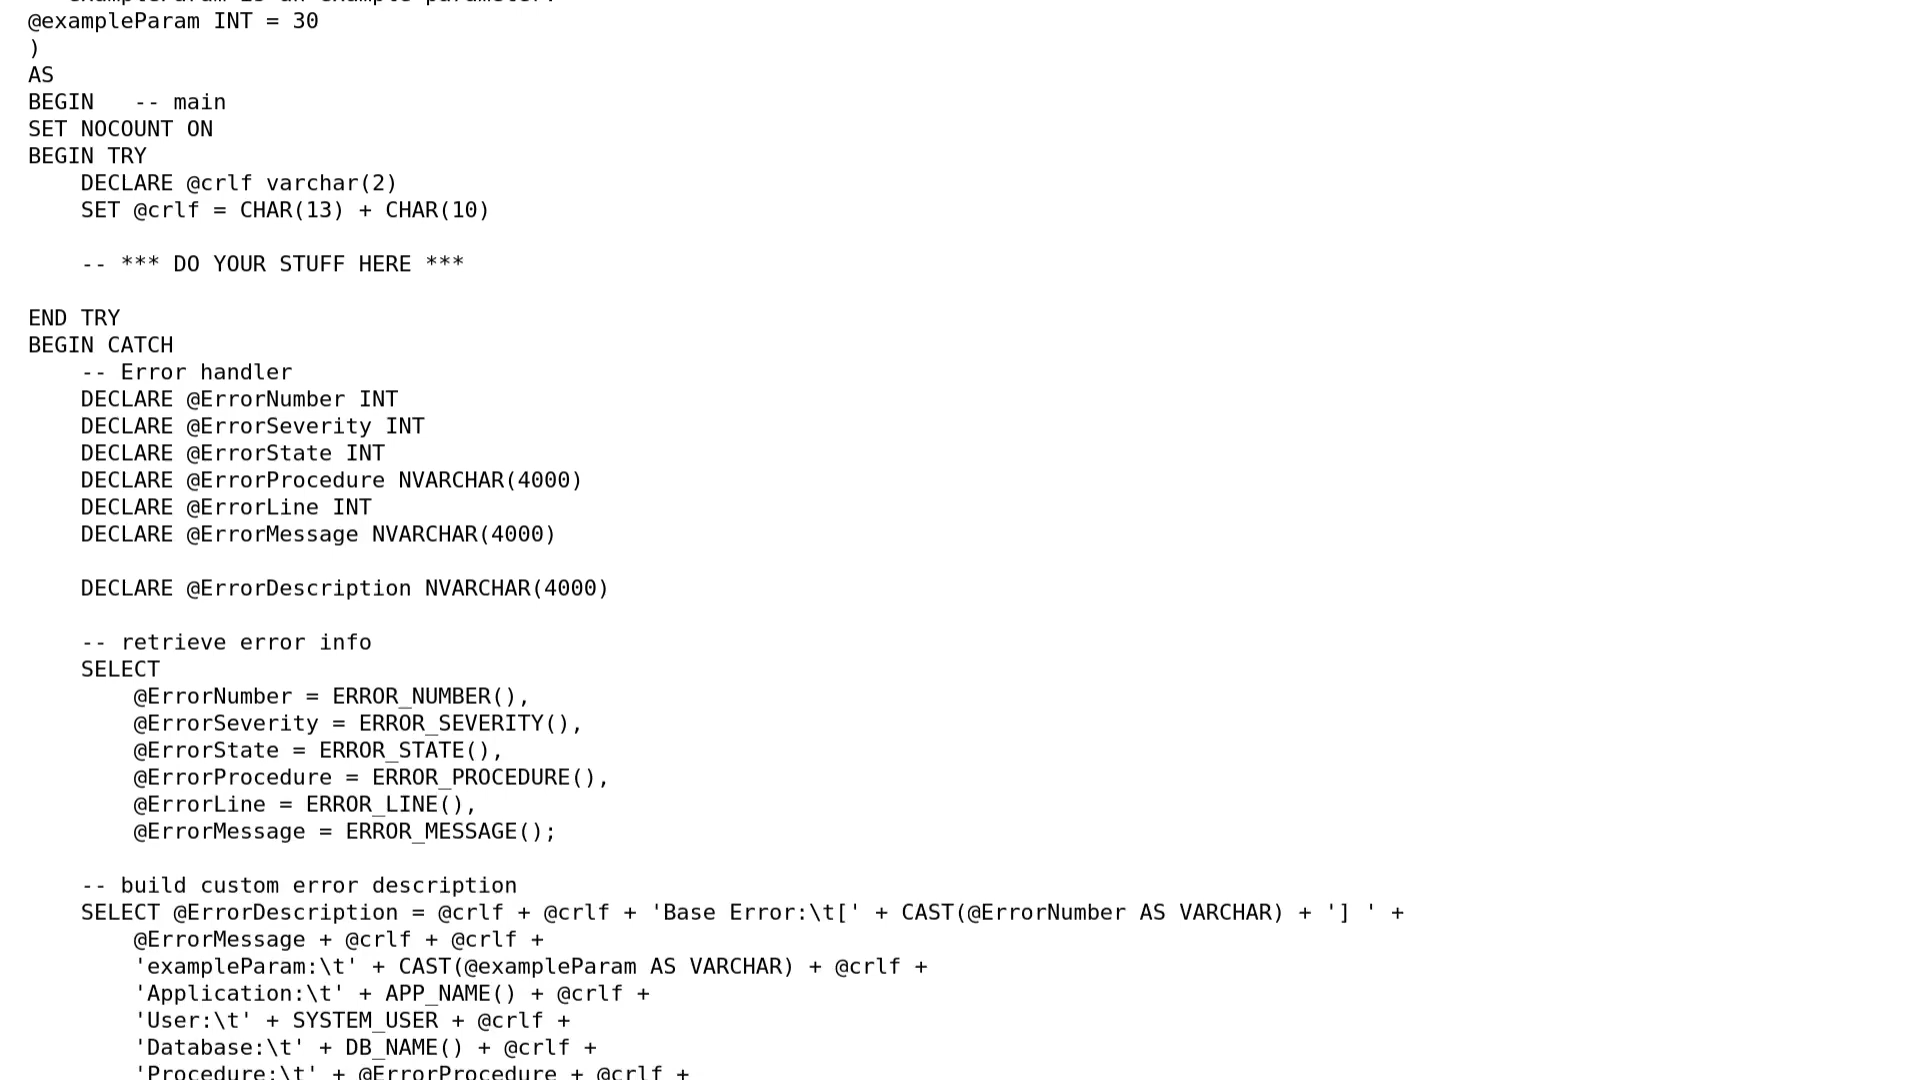 @exampleParam INT = 30
)
AS
BEGIN   -- main
SET NOCOUNT ON
BEGIN TRY
    DECLARE @crlf varchar(2)
    SET @crlf = CHAR(13) + CHAR(10)

    -- *** DO YOUR STUFF HERE ***

END TRY
BEGIN CATCH
    -- Error handler
    DECLARE @ErrorNumber INT
    DECLARE @ErrorSeverity INT
    DECLARE @ErrorState INT
    DECLARE @ErrorProcedure NVARCHAR(4000)
    DECLARE @ErrorLine INT
    DECLARE @ErrorMessage NVARCHAR(4000)

    DECLARE @ErrorDescription NVARCHAR(4000)

    -- retrieve error info
    SELECT
        @ErrorNumber = ERROR_NUMBER(),
        @ErrorSeverity = ERROR_SEVERITY(),
        @ErrorState = ERROR_STATE(),
        @ErrorProcedure = ERROR_PROCEDURE(),
        @ErrorLine = ERROR_LINE(),
        @ErrorMessage = ERROR_MESSAGE();

    -- build custom error description
    SELECT @ErrorDescription = @crlf + @crlf + 'Base Error:\t[' + CAST(@ErrorNumber AS VARCHAR) + '] ' +
        @ErrorMessage + @crlf + @crlf +
        'exampleParam:\t' + CAST(@exampleParam AS VARCHAR) + @crlf +
        'Application:\t' + APP_NAME() + @crlf +
        'User:\t' + SYSTEM_USER + @crlf +
        'Database:\t' + DB_NAME() + @crlf +
        'Procedure:\t' + @ErrorProcedure + @crlf +